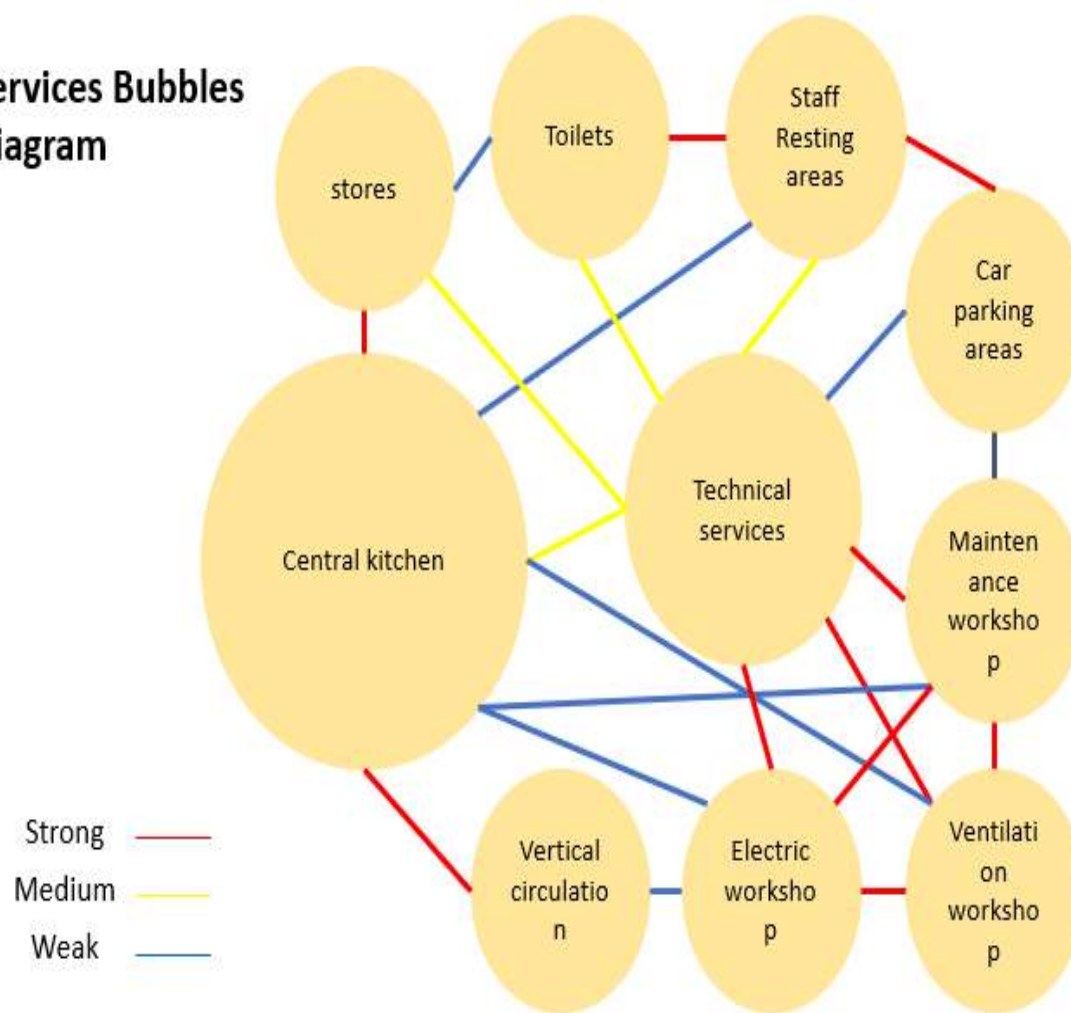 ervices Bubbles
iagram
stores
Toilets
Staff
Resting
areas
Car
parking
areas
Central kitchen
Technical
services
Mainten
ance
worksho
p
Vertical
circulatio
n
Electric
worksho
p
Ventilati
on
worksho
p
Strong
Medium
Weak